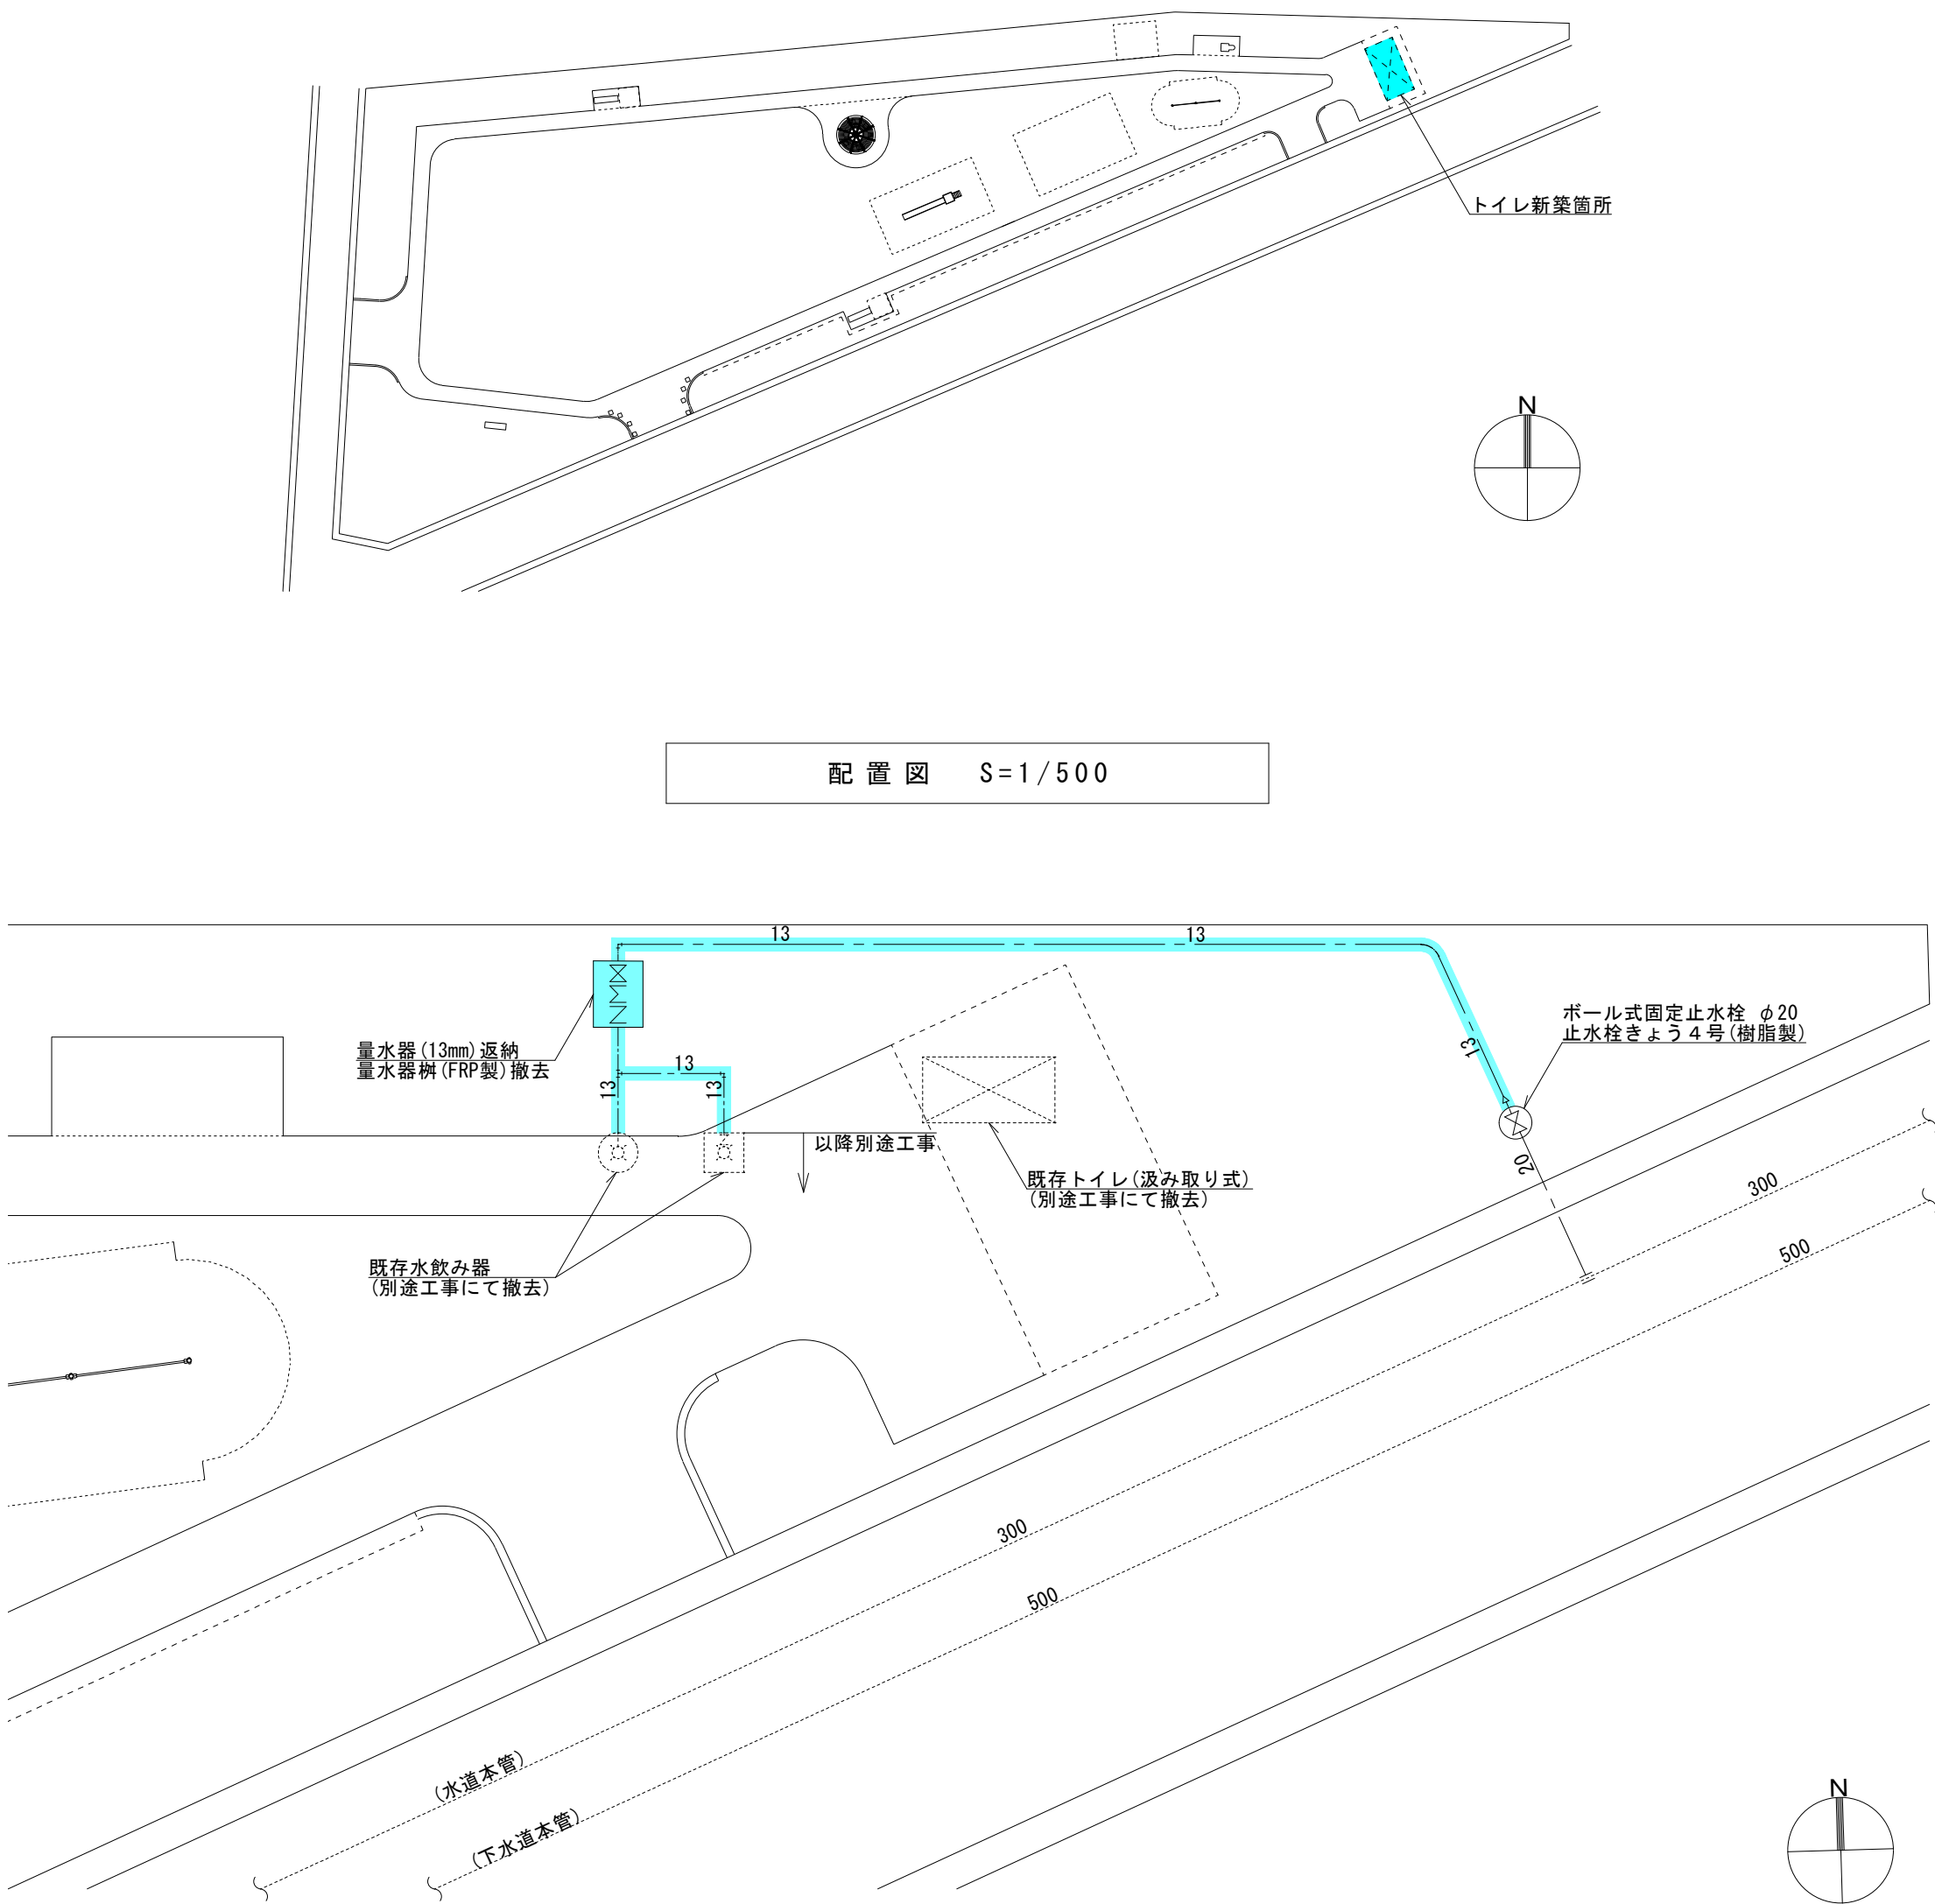 トイレ新築箇所
N
配置図 S=1/500
13
13
量水器(13mm)返納
量水器桝(FRP製)撤去
13
13
13
13
ボール式固定止水栓 φ20
止水栓きょう4号(樹脂製)
以降別途工事
既存トイレ(汲み取り式)
(別途工事にて撤去)
20
300
500
既存水飲み器
(別途工事にて撤去)
300
500
(水道本管)
(下水道本管)
N